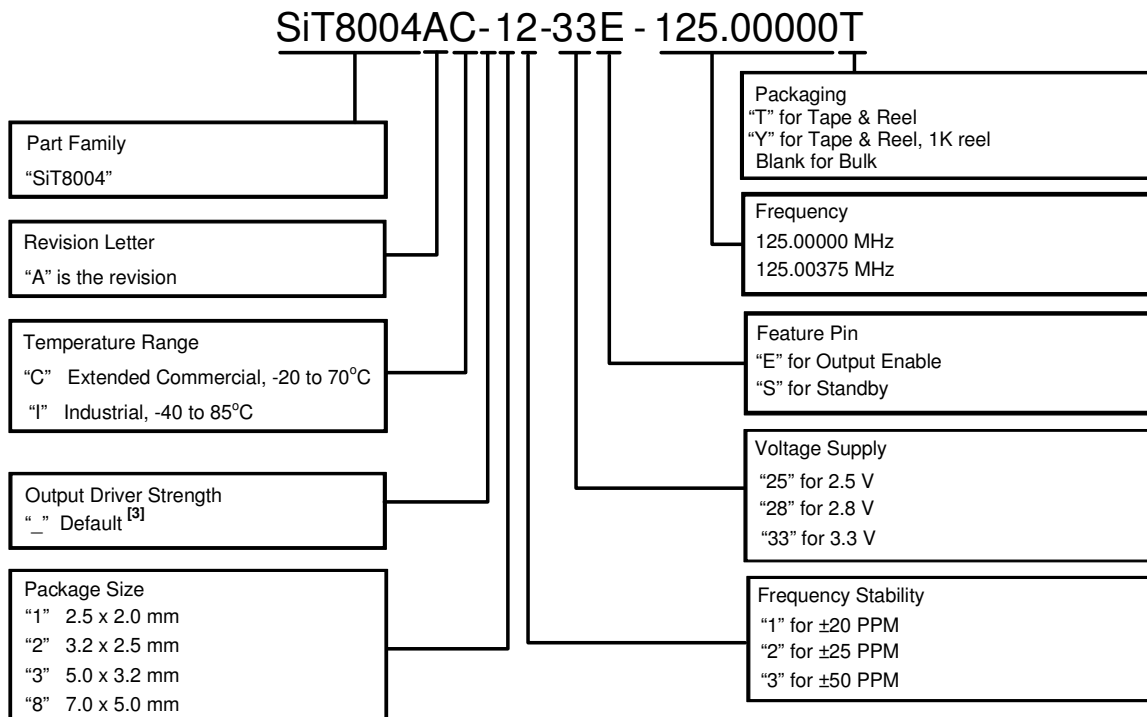 SiT8004AC-12-33E - 125.00000T
Part Family
“SiT8004”
Revision Letter
“A” is the revision
Temperature Range
“C” Extended Commercial, -20 to 70ºC
“I” Industrial, -40 to 85ºC
Output Driver Strength
“_” Default [3]
Package Size
“1” 2.5 x 2.0 mm
“2” 3.2 x 2.5 mm
“3” 5.0 x 3.2 mm
“8” 7.0 x 5.0 mm
Packaging
“T” for Tape & Reel
“Y” for Tape & Reel, 1K reel
Blank for Bulk
Frequency
125.00000 MHz
125.00375 MHz
Feature Pin
“E” for Output Enable
“S” for Standby
Voltage Supply
“25” for 2.5 V
“28” for 2.8 V
“33” for 3.3 V
Frequency Stability
“1” for ±20 PPM
“2” for ±25 PPM
“3” for ±50 PPM